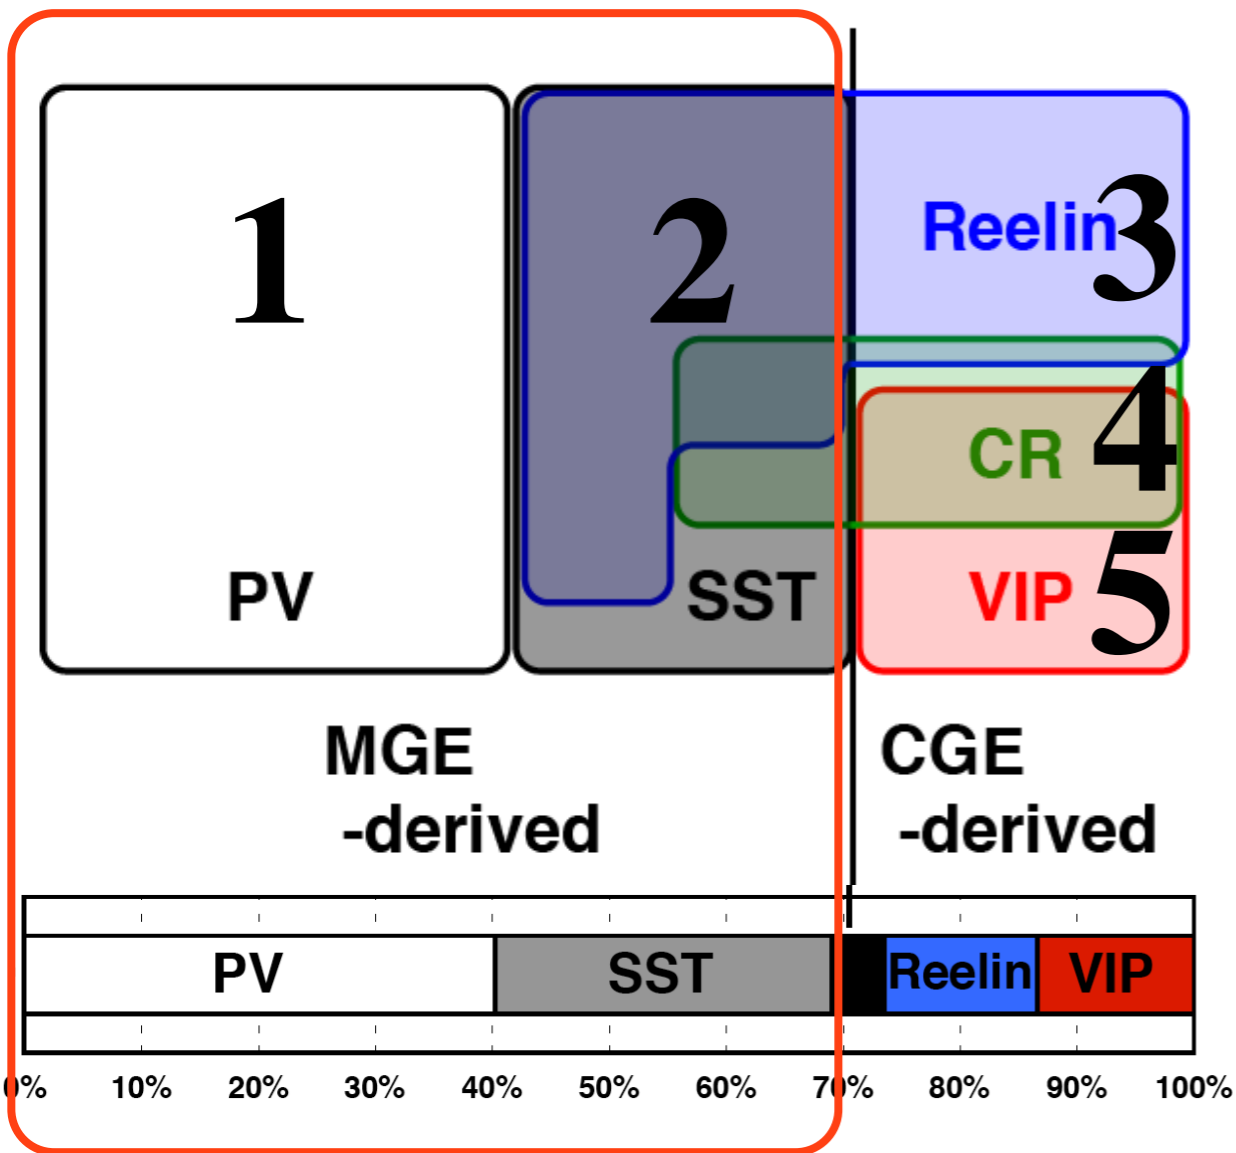 1
2
Reelin
3
CR
4
PV
SST
VIP
5
MGE
-derived
CGE
-derived
PV
SST
Reelin
VIP
0%
10%
20%
30%
40%
50%
60%
70%
80%
90%
100%